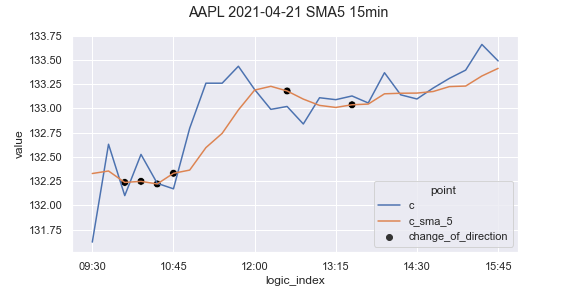 AAPL 2021-04-21 SMA5 15min
133.75
133.50
133.25
133.00
132.75
132.50
132.25
132.00
131.75
value
point
c
c_sma_5
change_of_direction
09:30 10:45 12:00 13:15 14:30 15:45
logic_index